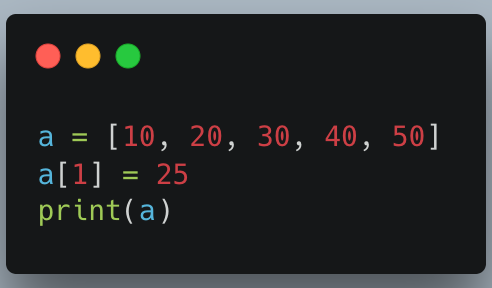 a = [10, 20, 30, 40, 50]
a[1] = 25
print(a)